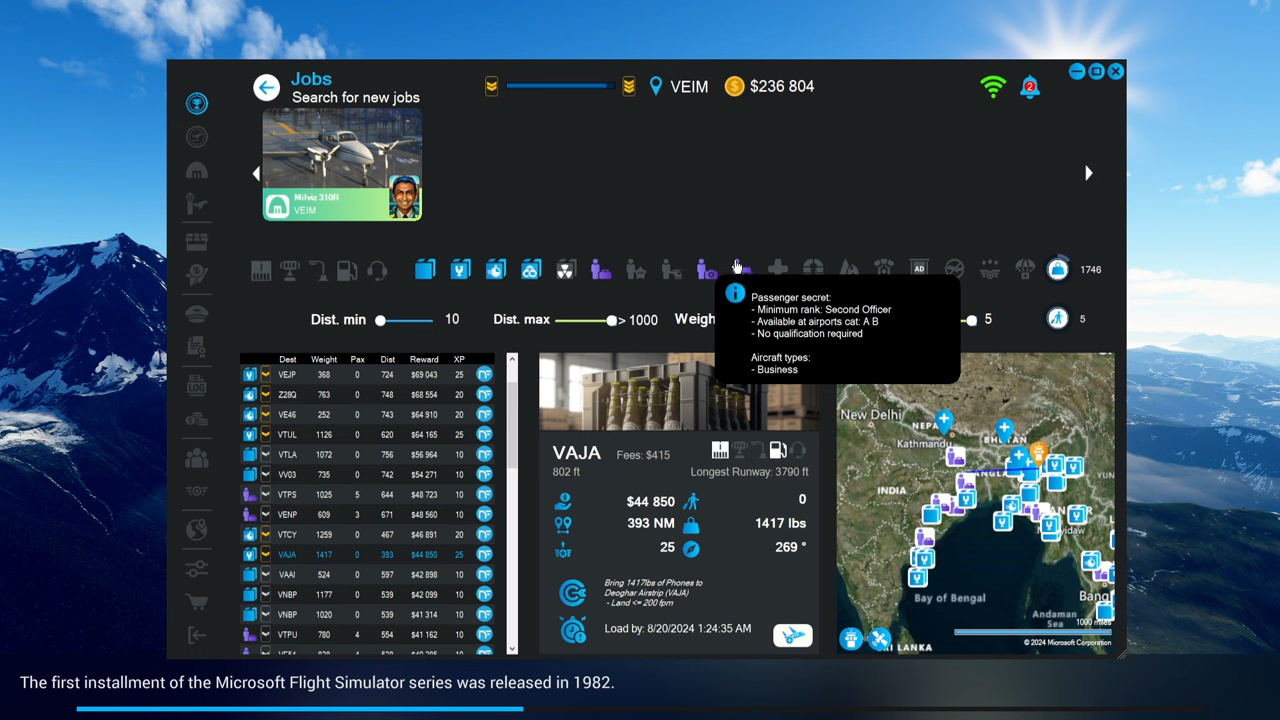 Jobs
Search for new jobs
VEIM
$236 804
2
Milviz 310R
VEIM
AD
1746
Dist. min
10
Dist. max
> 1000
Weigh
5
5
Passenger secret:
- Minimum rank: Second Officer
- Available at airports cat: A B
- No qualification required
Aircraft types:
- Business
Dest Weight Pax Dist Reward XP
VEJP 368 0 724 $69 043 25
Z28Q 763 0 748 $68 554 20
VE46 252 0 743 $64 910 20
VTUL 1126 0 620 $64 165 25
VTLA 1072 0 756 $56 964 10
VV03 735 0 742 $54 271 10
VTPS 1025 5 644 $48 723 10
VENP 609 3 671 $48 560 10
VTCY 1259 0 467 $46 891 20
VAJA 1417 0 393 $44 850 25
VAAI 524 0 597 $42 898 10
VNBP 1177 0 539 $42 099 10
VNBP 1020 0 539 $41 314 10
VTPU 780 4 554 $41 162 10
VAJA Fees: $415
802 ft
Longest Runway: 3790 ft
$44 850
0
393 NM
1417 lbs
25
269 °
Bring 1417lbs of Phones to
Deoghar Airstrip (VAJA)
- Land <= 200 fpm
Load by: 8/20/2024 1:24:35 AM
New Delhi
NEPA
Kathmandu
BHUTAN
INDIA
Bay of Bengal
Andaman
Sea
Bang
RI LANKA
1000 miles
© 2024 Microsoft Corporation
LOG
The first installment of the Microsoft Flight Simulator series was released in 1982.